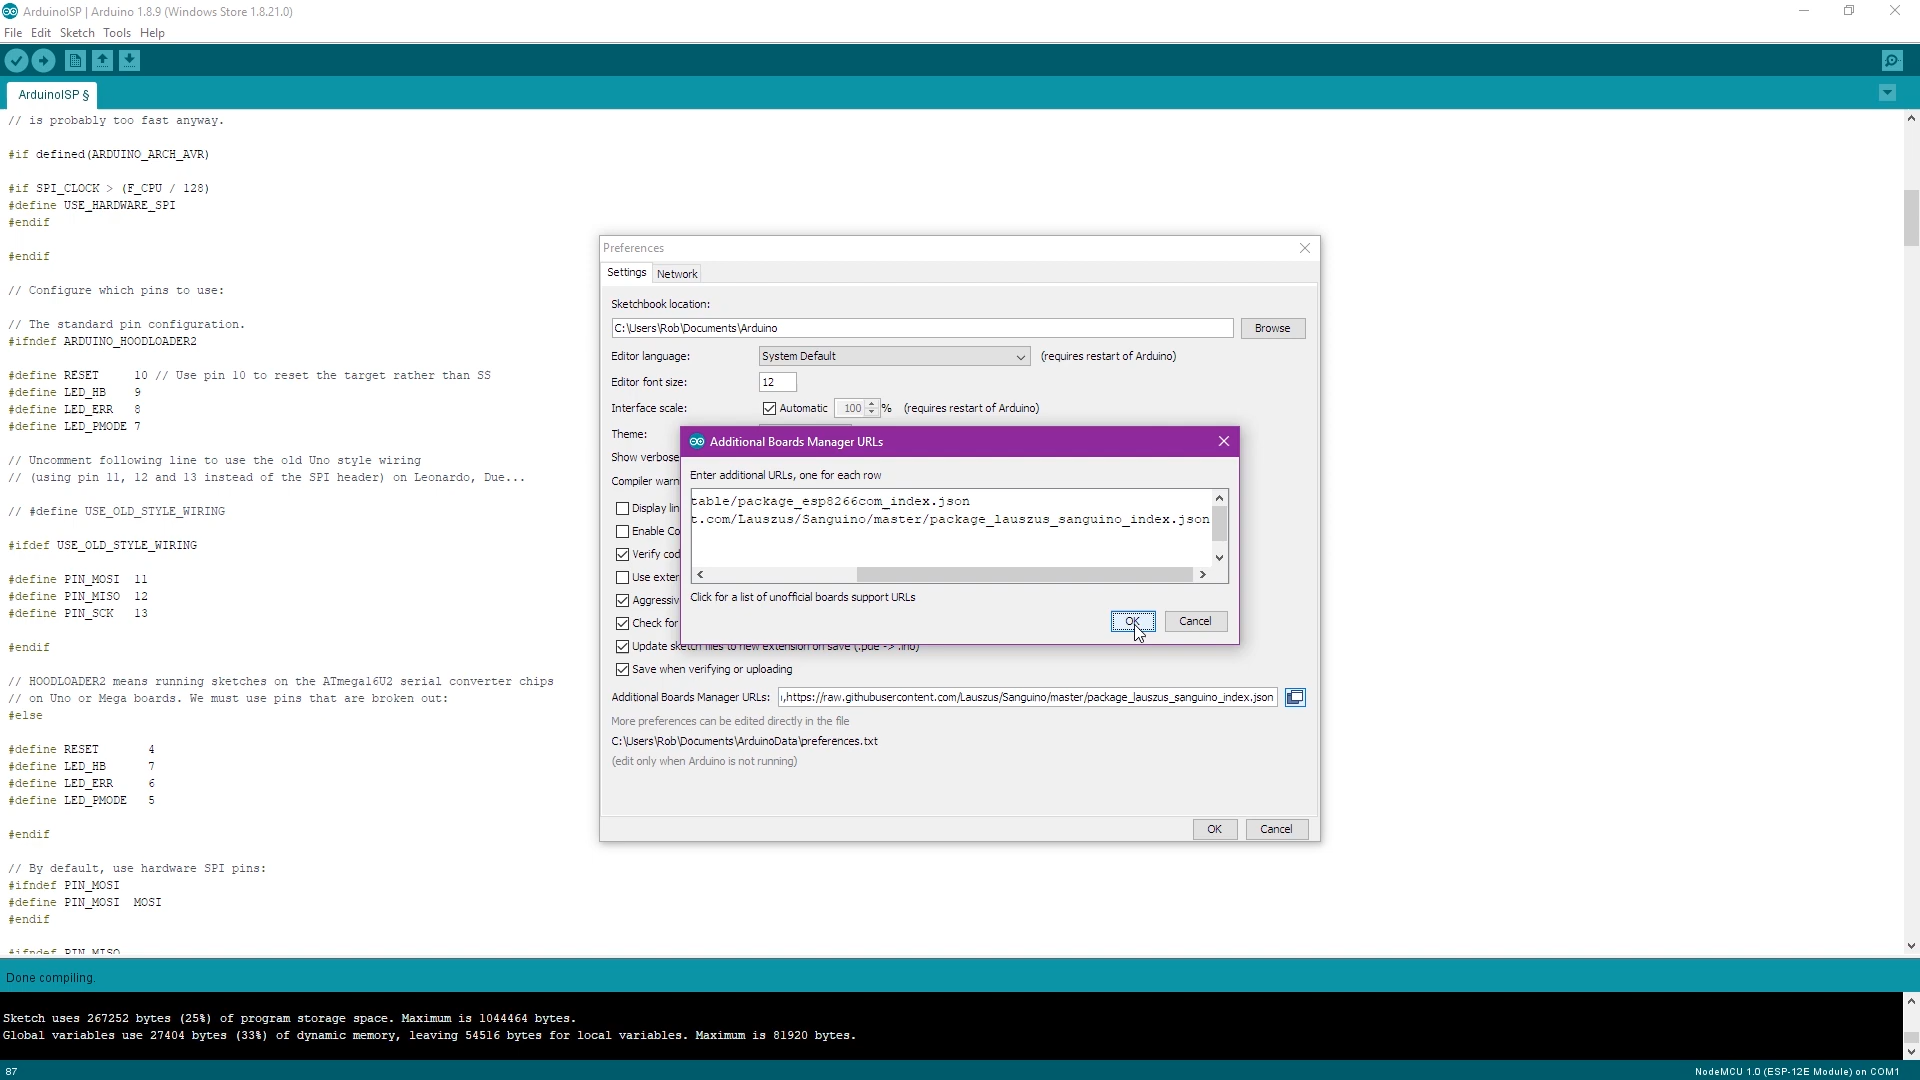 ArduinoISP | Arduino 1.8.9 (Windows Store 1.8.21.0)
File Edit Sketch Tools Help
ArduinoISP §
// is probably too fast anyway.
#if defined(ARDUINO_ARCH_AVR)
#if SPI_CLOCK > (F_CPU / 128)
#define USE_HARDWARE_SPI
#endif
#endif
// Configure which pins to use:
// The standard pin configuration.
#ifndef ARDUINO_HOODLOADER2
#define RESET 10 // Use pin 10 to reset the target rather than SS
#define LED_HB 9
#define LED_ERR 8
#define LED_PMODE 7
// Uncomment following line to use the old Uno style wiring
// (using pin 11, 12 and 13 instead of the SPI header) on Leonardo, Due...
// #define USE_OLD_STYLE_WIRING
#ifdef USE_OLD_STYLE_WIRING
#define PIN_MOSI 11
#define PIN_MISO 12
#define PIN_SCK 13
#endif
// HOODLOADER2 means running sketches on the ATmega16U2 serial converter chips
// on Uno or Mega boards. We must use pins that are broken out:
#else
#define RESET 4
#define LED_HB 7
#define LED_ERR 6
#define LED_PMODE 5
#endif
// By default, use hardware SPI pins:
#ifndef PIN_MOSI
#define PIN_MOSI MOSI
#endif
#ifndef PIN_MISO
Preferences
Settings Network
Sketchbook location:
C:\Users\Rob\Documents\Arduino Browse
Editor language: System Default (requires restart of Arduino)
Editor font size: 12
Interface scale: Automatic 100 % (requires restart of Arduino)
Theme:
Show verbose
Compiler warn
Display lin
Enable Co
Verify cod
Use exter
Aggressiv
Check for
Update sketch files to new extension on save (.pde -> .ino)
Save when verifying or uploading
Additional Boards Manager URLs: ,https://raw.githubusercontent.com/Lauszus/Sanguino/master/package_lauszus_sanguino_index.json
More preferences can be edited directly in the file
C:\Users\Rob\Documents\ArduinoData\preferences.txt
(edit only when Arduino is not running)
OK Cancel
Additional Boards Manager URLs
Enter additional URLs, one for each row
table/package_esp8266com_index.json
t.com/Lauszus/Sanguino/master/package_lauszus_sanguino_index.json
Click for a list of unofficial boards support URLs
OK Cancel
Done compiling.
Sketch uses 267252 bytes (25%) of program storage space. Maximum is 1044464 bytes.
Global variables use 27404 bytes (33%) of dynamic memory, leaving 54516 bytes for local variables. Maximum is 81920 bytes.
87 NodeMCU 1.0 (ESP-12E Module) on COM1